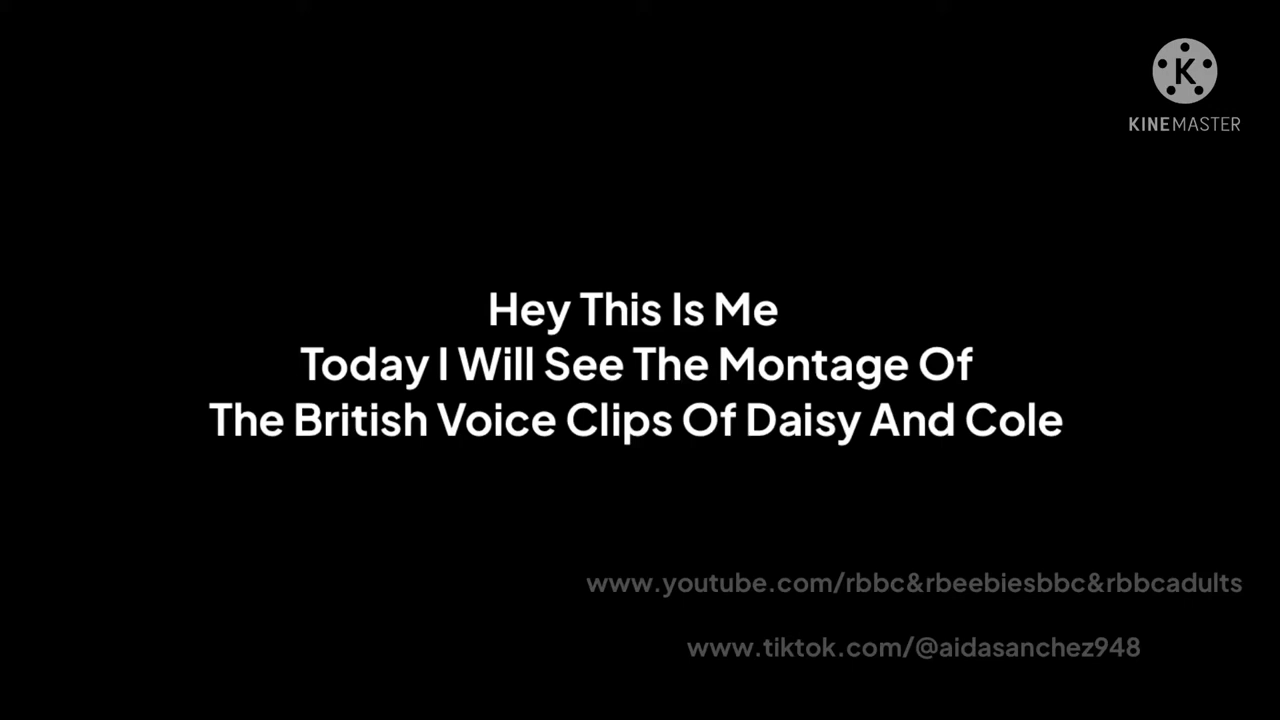 K
KINEMASTER
Hey This Is Me
Today I Will See The Montage Of
The British Voice Clips Of Daisy And Cole
www.youtube.com/rbbc&rbeebiesbbc&rbbcadults
www.tiktok.com/@aidasanchez948